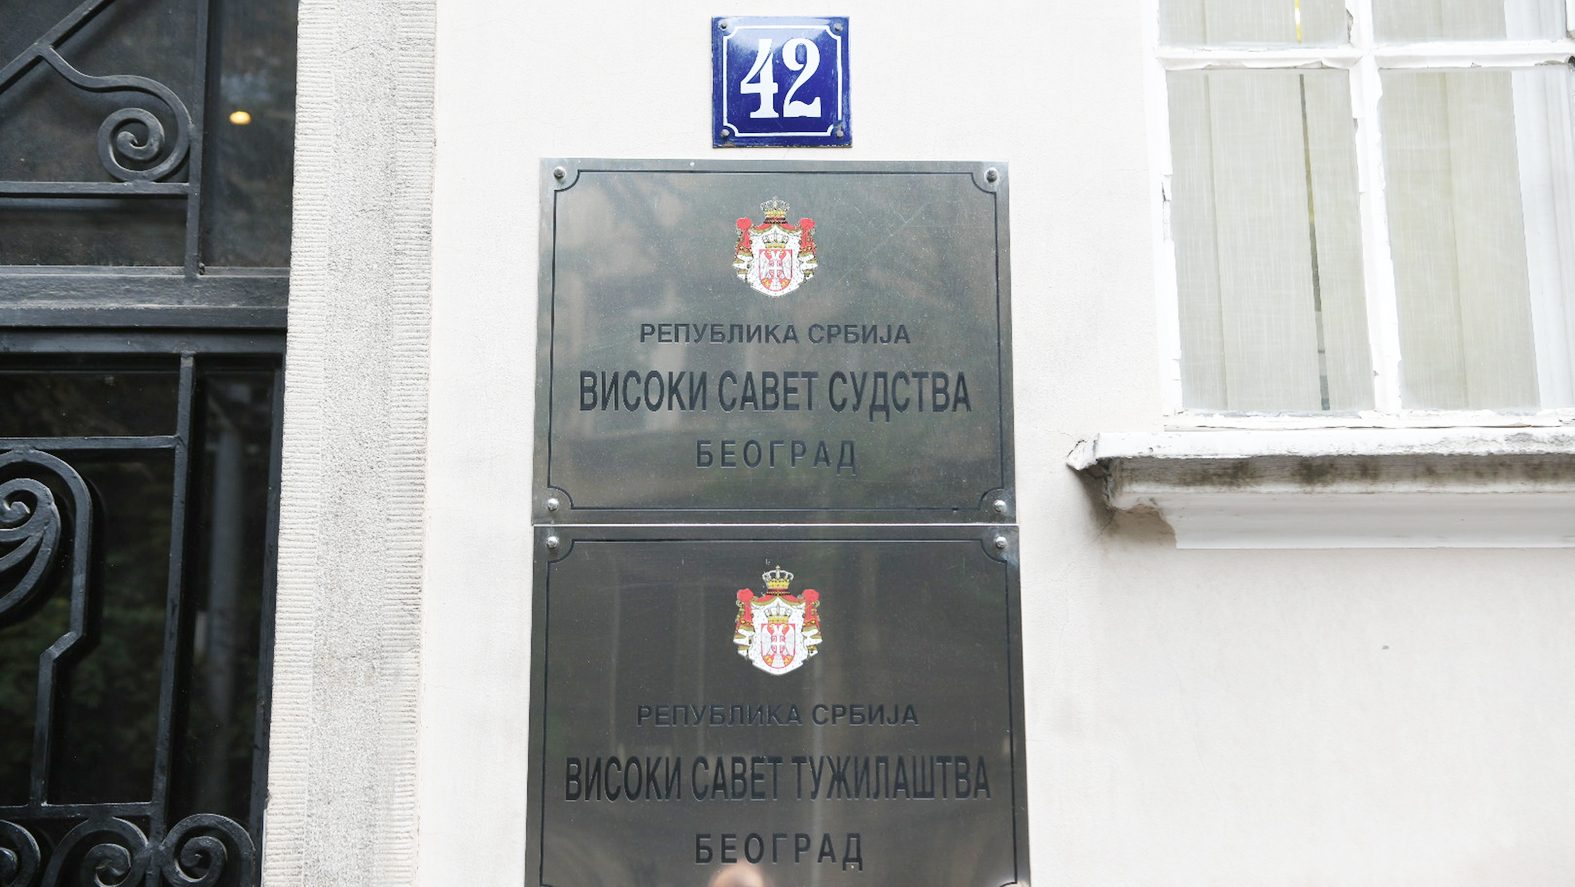 42
РЕПУБЛИКА СРБИЈА
ВИСОКИ САВЕТ СУДСТВА
БЕОГРАД
РЕПУБЛИКА СРБИЈА
ВИСОКИ САВЕТ ТУЖИЛАШТВА
БЕОГРАД